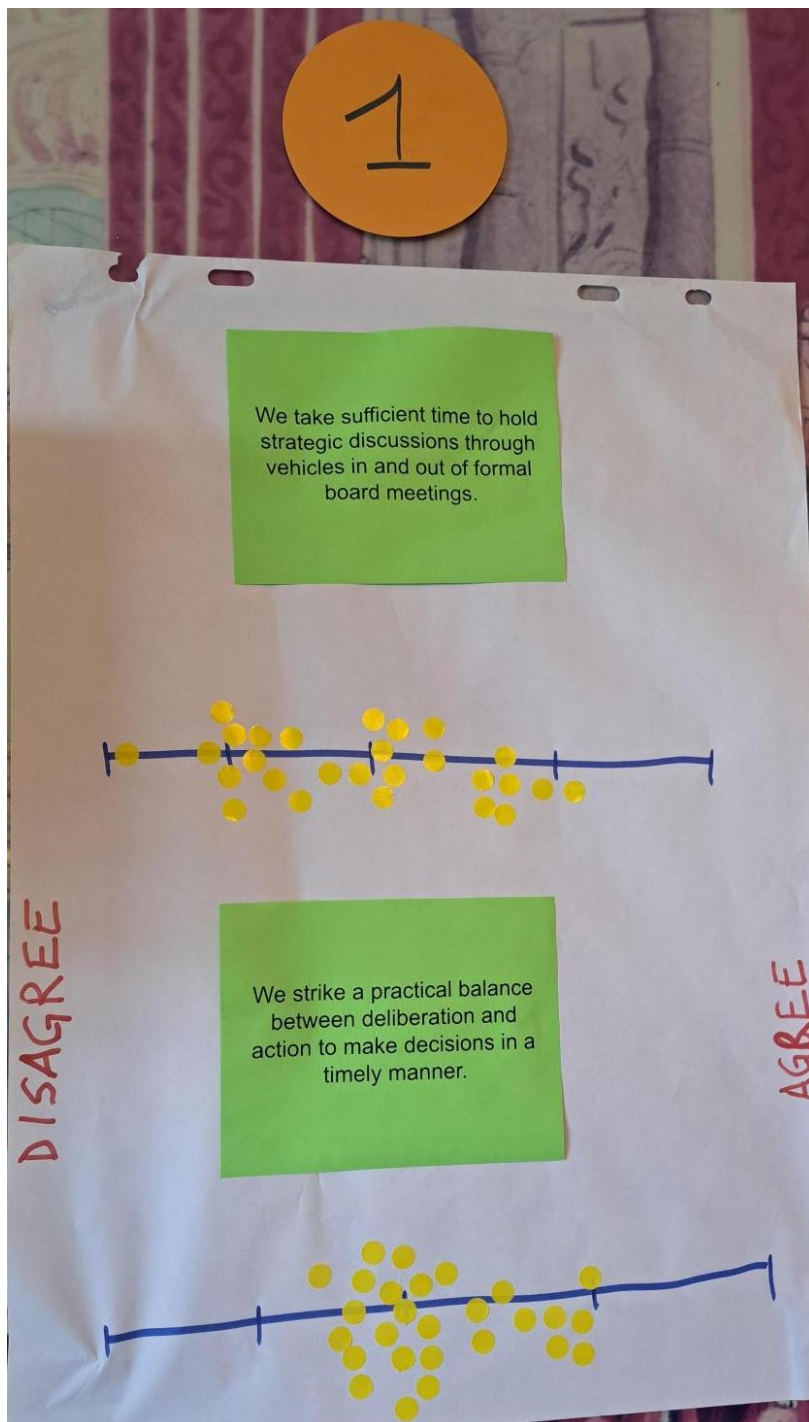 1
We take sufficient time to hold
strategic discussions through
vehicles in and out of formal
board meetings.
DISAGREE
AGREE
We strike a practical balance
between deliberation and
action to make decisions in a
timely manner.